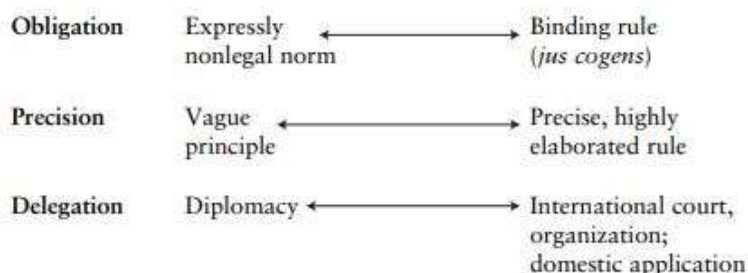 Obligation Expressly Binding rule
nonlegal norm (jus cogens)
Precision Vague Precise, highly
principle elaborated rule
Delegation Diplomacy International court,
organization;
domestic application